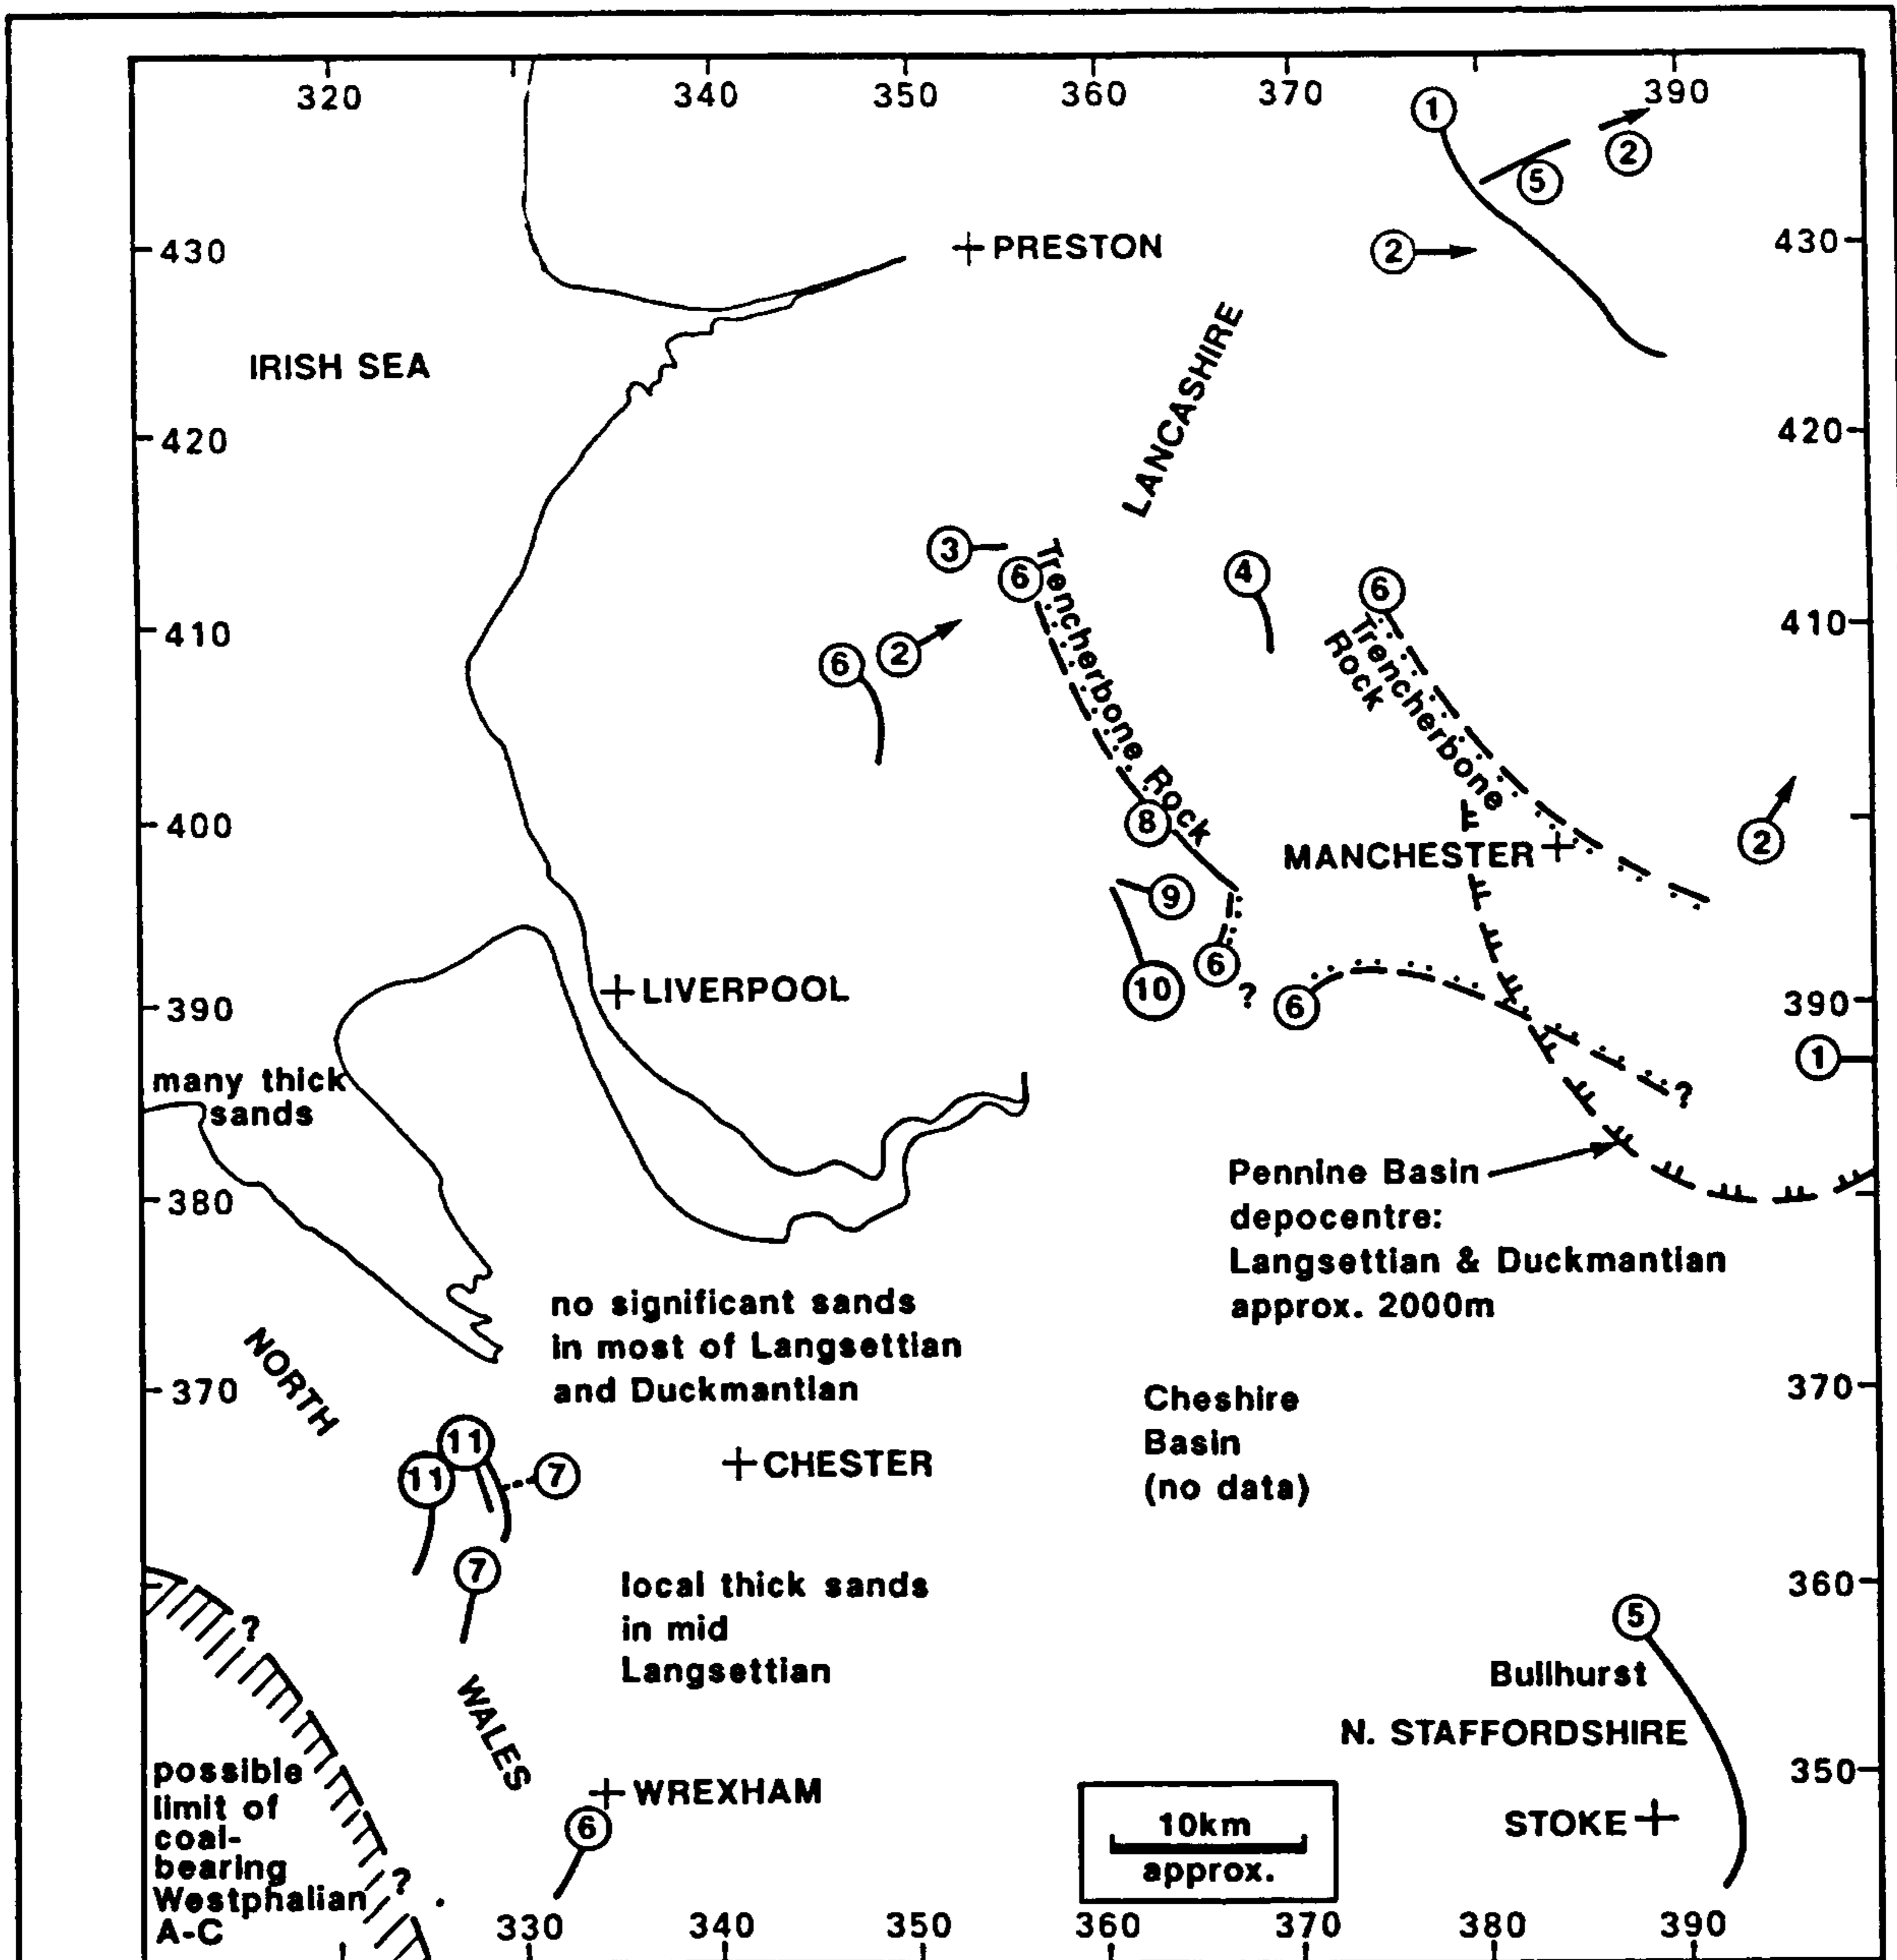 320
340
350
360
370
390
1
2
5
2
430
PRESTON
430
IRISH SEA
LANCASHIRE
420
420
3
6
Trencherbone Rock
4
6
Trencherbone
Rock
410
410
6
2
400
8
MANCHESTER
2
9
10
6
?
6
LIVERPOOL
390
390
1
many thick
sands
?
380
Pennine Basin
depocentre:
Langsettian & Duckmantian
approx. 2000m
no significant sands
in most of Langsettian
and Duckmantian
NORTH
370
370
Cheshire
Basin
(no data)
11
11
7
CHESTER
7
360
local thick sands
in mid
Langsettian
?
5
Bullhurst
N. STAFFORDSHIRE
WALES
350
possible
limit of
coal-
bearing
Westphalian
A-C
?
WREXHAM
6
10km
approx.
STOKE
330
340
350
360
370
380
390